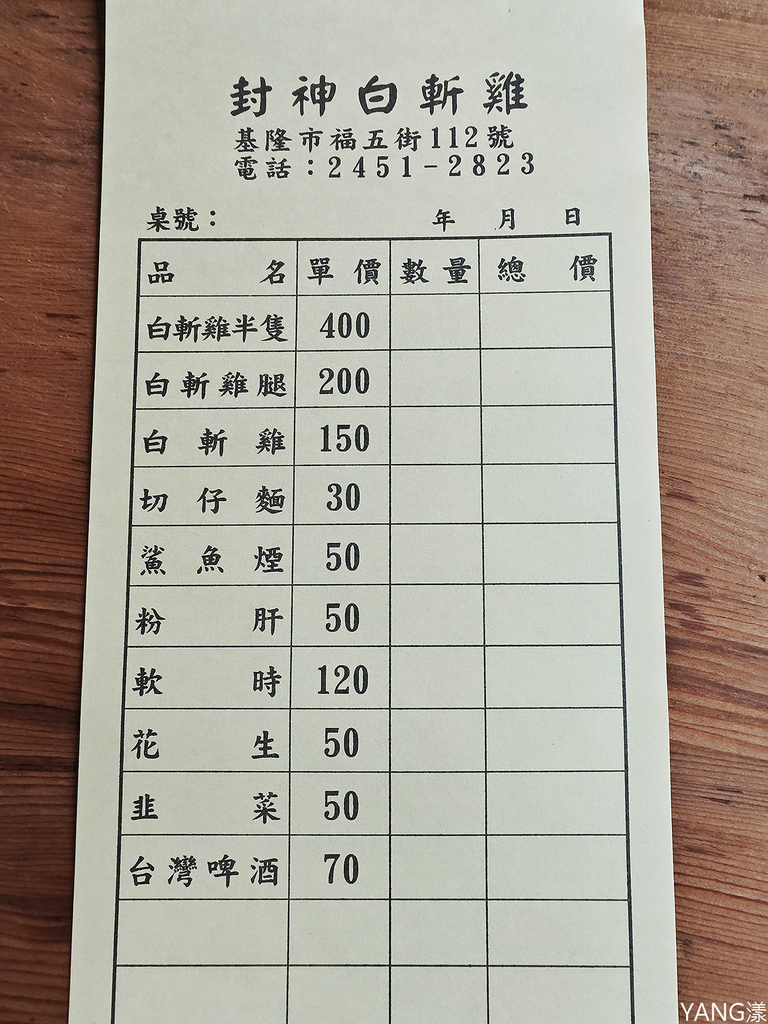 封神白斬雞
基隆市福五街112號
電話：2451-2823
桌號： 年 月 日
品名 單價 數量 總價
白斬雞半隻 400
白斬雞腿 200
白斬雞 150
切仔麵 30
鯊魚煙 50
粉肝 50
軟時 120
花生 50
韭菜 50
台灣啤酒 70
YANG漾